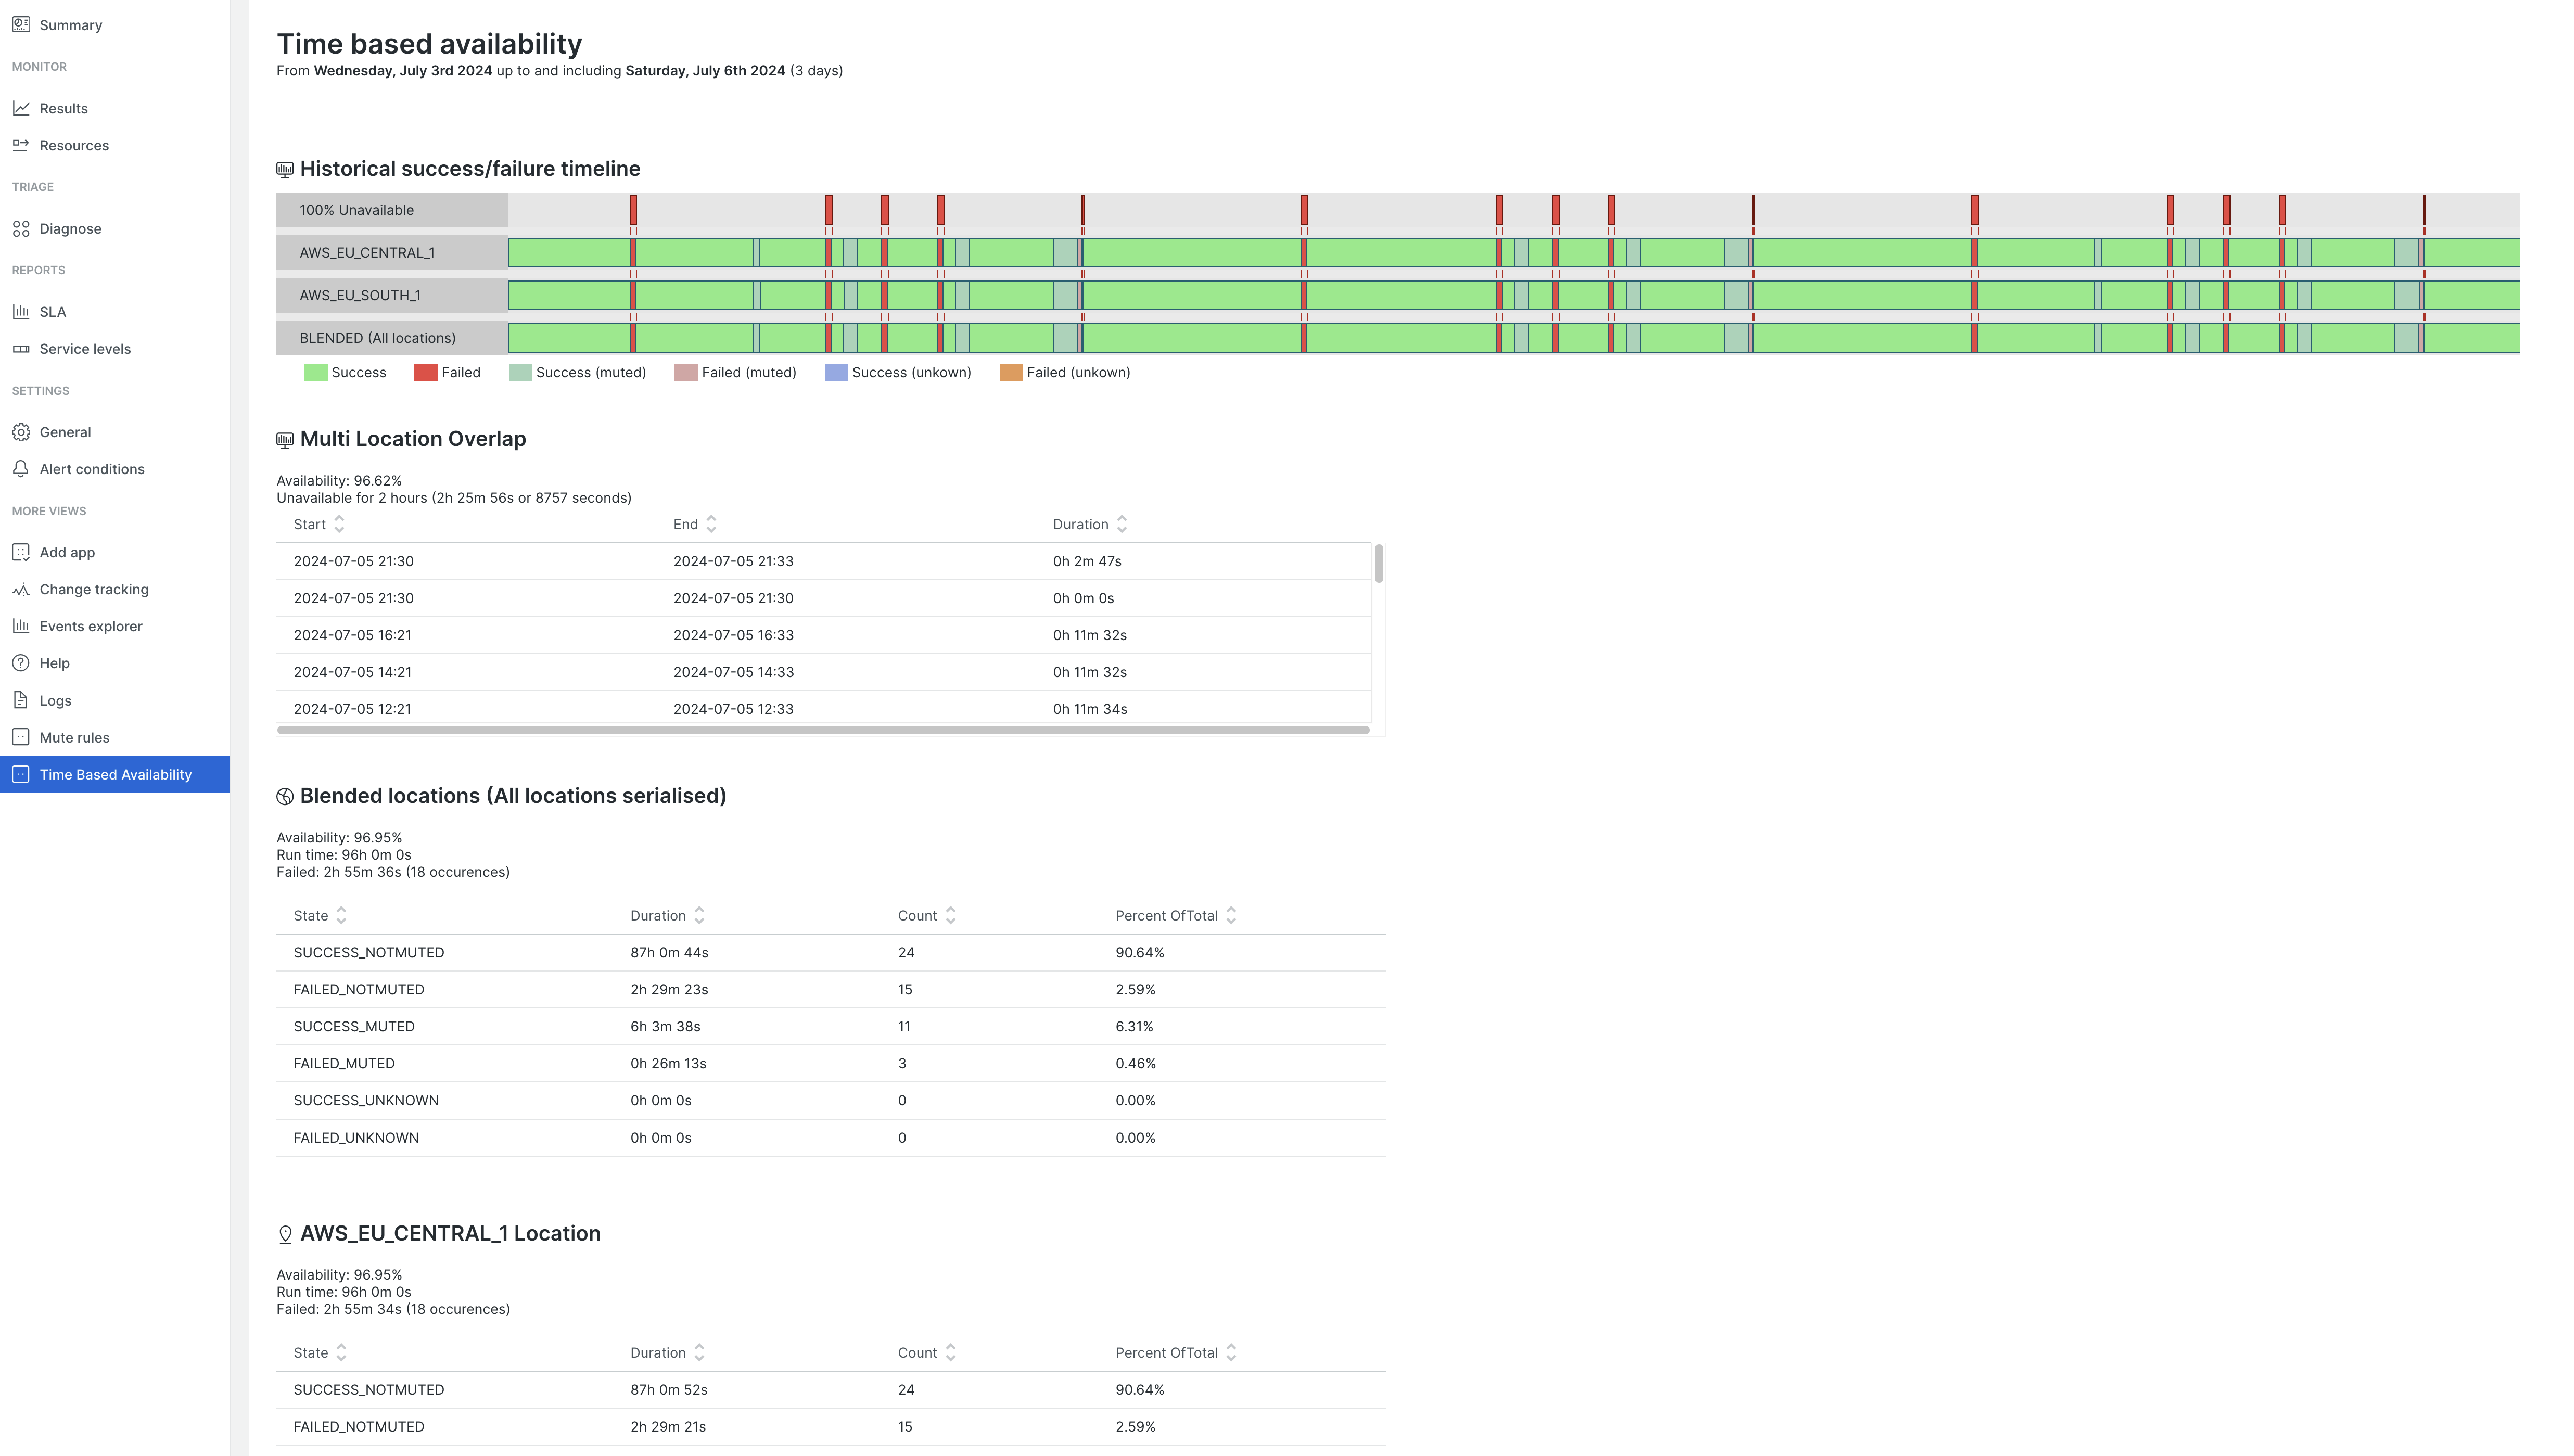 Summary
MONITOR
Results
Resources
TRIAGE
Diagnose
REPORTS
SLA
Service levels
SETTINGS
General
Alert conditions
MORE VIEWS
Add app
Change tracking
Events explorer
Help
Logs
Mute rules
Time Based Availability
Time based availability
From Wednesday, July 3rd 2024 up to and including Saturday, July 6th 2024 (3 days)
Historical success/failure timeline
100% Unavailable
AWS_EU_CENTRAL_1
AWS_EU_SOUTH_1
BLENDED (All locations)
Success Failed Success (muted) Failed (muted) Success (unkown) Failed (unkown)
Multi Location Overlap
Availability: 96.62%
Unavailable for 2 hours (2h 25m 56s or 8757 seconds)
Start End Duration
2024-07-05 21:30 2024-07-05 21:33 0h 2m 47s
2024-07-05 21:30 2024-07-05 21:30 0h 0m 0s
2024-07-05 16:21 2024-07-05 16:33 0h 11m 32s
2024-07-05 14:21 2024-07-05 14:33 0h 11m 32s
2024-07-05 12:21 2024-07-05 12:33 0h 11m 34s
Blended locations (All locations serialised)
Availability: 96.95%
Run time: 96h 0m 0s
Failed: 2h 55m 36s (18 occurences)
State Duration Count Percent OfTotal
SUCCESS_NOTMUTED 87h 0m 44s 24 90.64%
FAILED_NOTMUTED 2h 29m 23s 15 2.59%
SUCCESS_MUTED 6h 3m 38s 11 6.31%
FAILED_MUTED 0h 26m 13s 3 0.46%
SUCCESS_UNKNOWN 0h 0m 0s 0 0.00%
FAILED_UNKNOWN 0h 0m 0s 0 0.00%
AWS_EU_CENTRAL_1 Location
Availability: 96.95%
Run time: 96h 0m 0s
Failed: 2h 55m 34s (18 occurences)
State Duration Count Percent OfTotal
SUCCESS_NOTMUTED 87h 0m 52s 24 90.64%
FAILED_NOTMUTED 2h 29m 21s 15 2.59%